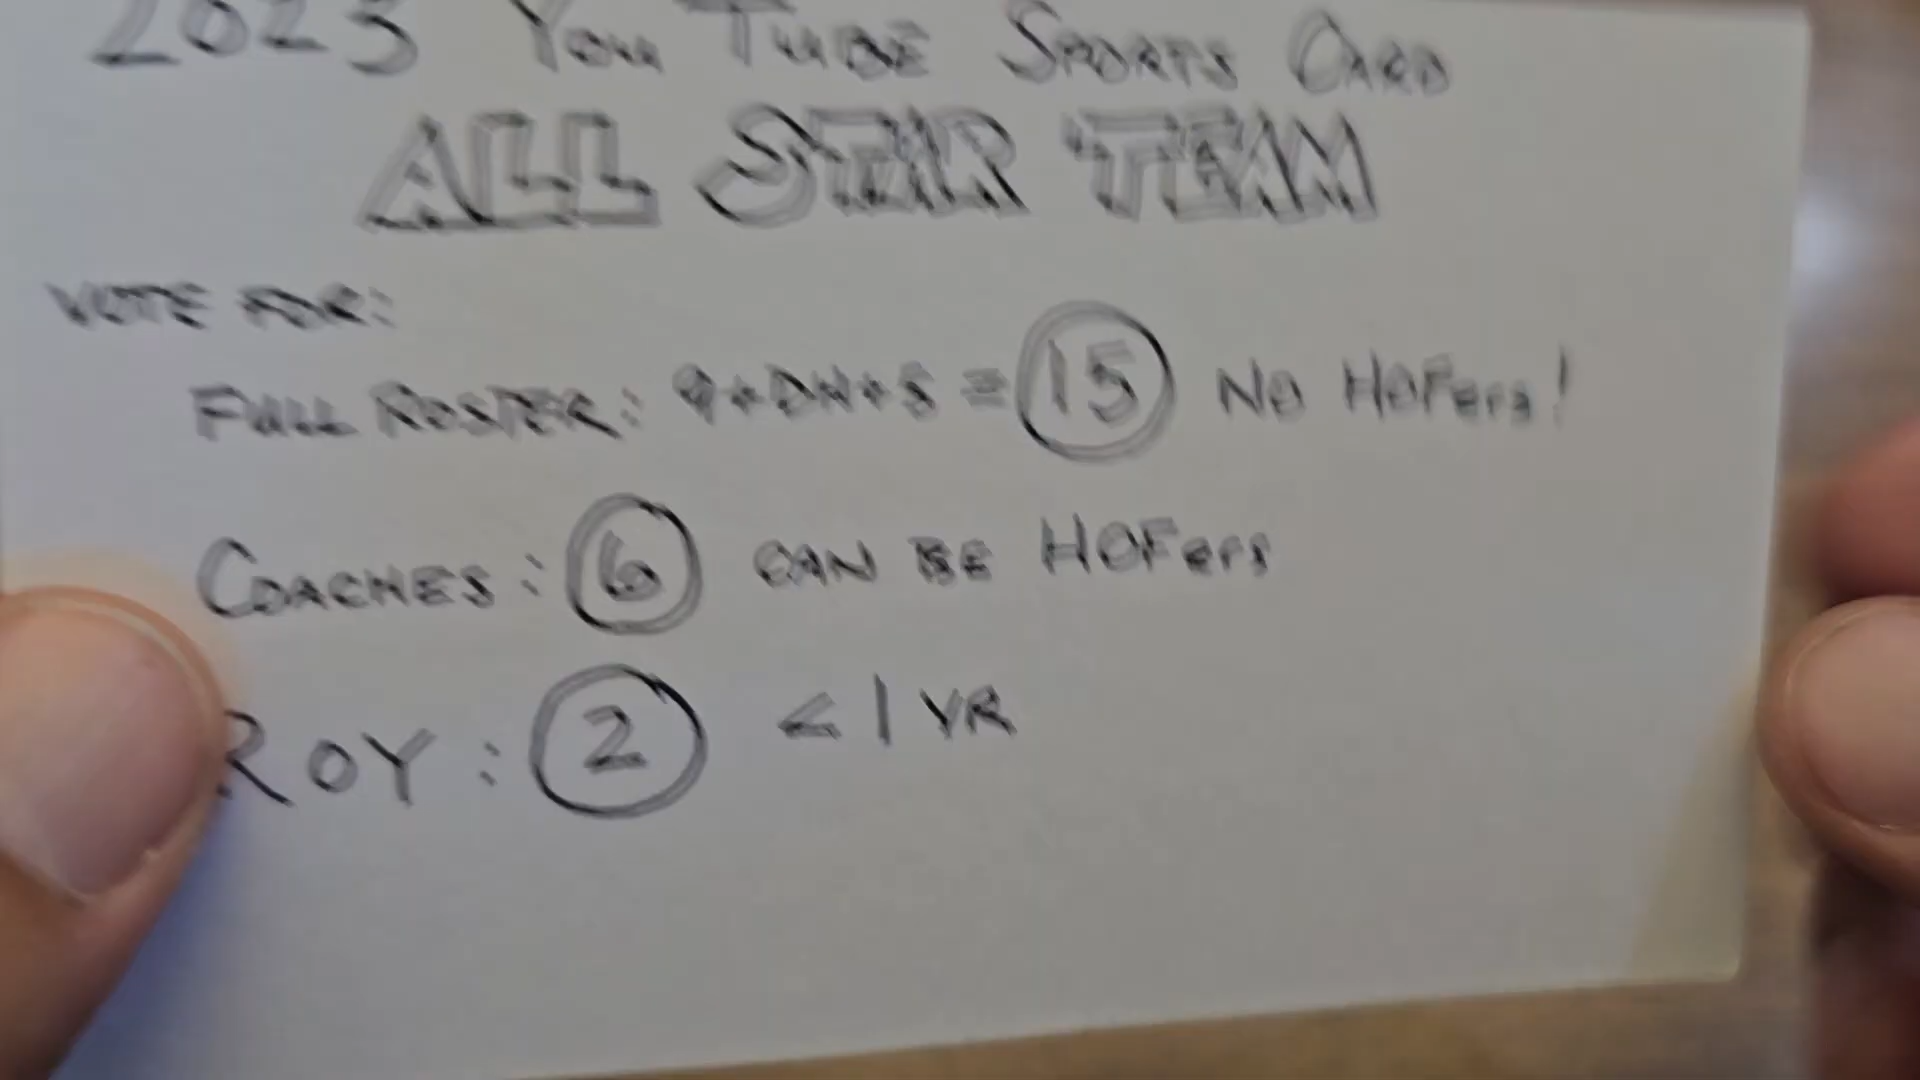 2023 YOU TUBE SPORTS CARD
ALL STAR TEAM
VOTE FOR:
FULL ROSTER: 9+DH+5 = 15 NO HOFers!
COACHES: 6 CAN BE HOFers
ROY: 2 < 1 YR